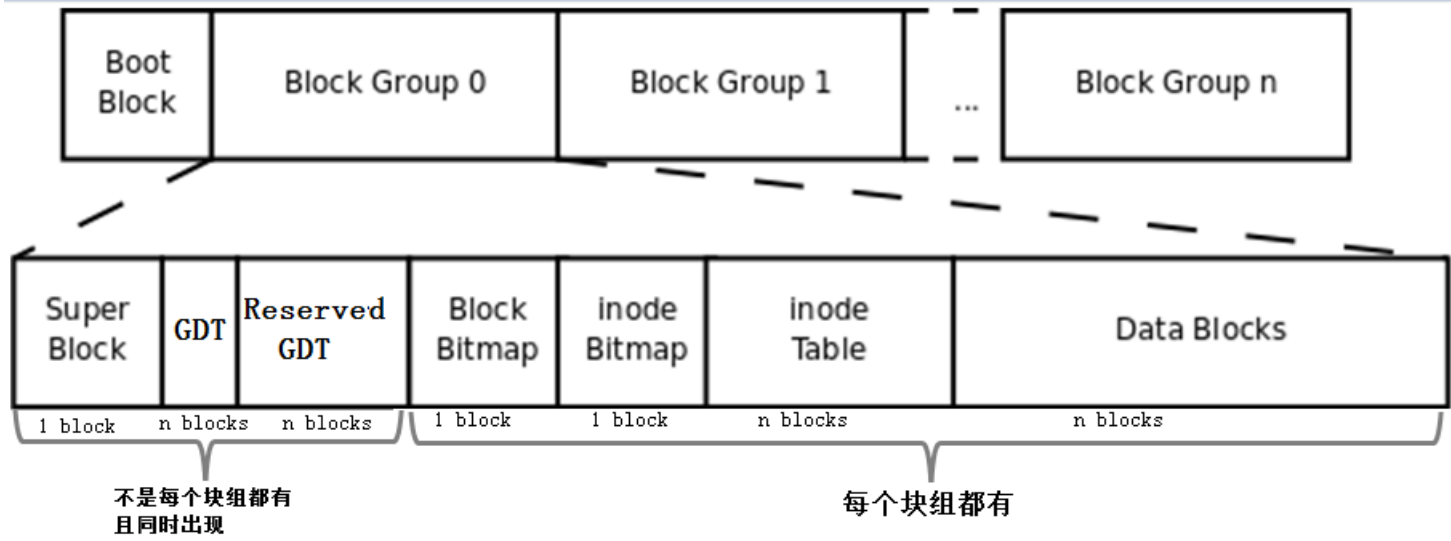 Boot
Block
Block Group 0
Block Group 1
...
Block Group n
Super
Block
GDT
Reserved
GDT
Block
Bitmap
inode
Bitmap
inode
Table
Data Blocks
1 block
n blocks
n blocks
1 block
1 block
n blocks
n blocks
不是每个块组都有
且同时出现
每个块组都有